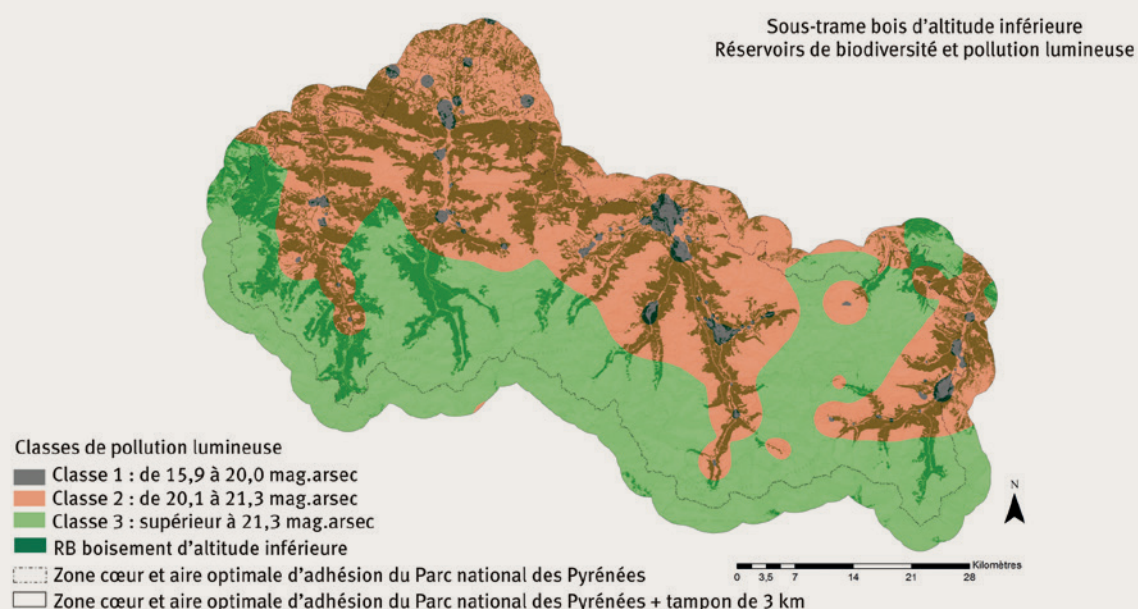 Sous-trame bois d'altitude inférieure
Réservoirs de biodiversité et pollution lumineuse
Classes de pollution lumineuse
Classe 1 : de 15,9 à 20,0 mag.arsec
Classe 2 : de 20,1 à 21,3 mag.arsec
Classe 3 : supérieur à 21,3 mag.arsec
RB boisement d'altitude inférieure
Zone cœur et aire optimale d'adhésion du Parc national des Pyrénées
Zone cœur et aire optimale d'adhésion du Parc national des Pyrénées + tampon de 3 km
N
Kilomètres
0 3,5 7 14 21 28